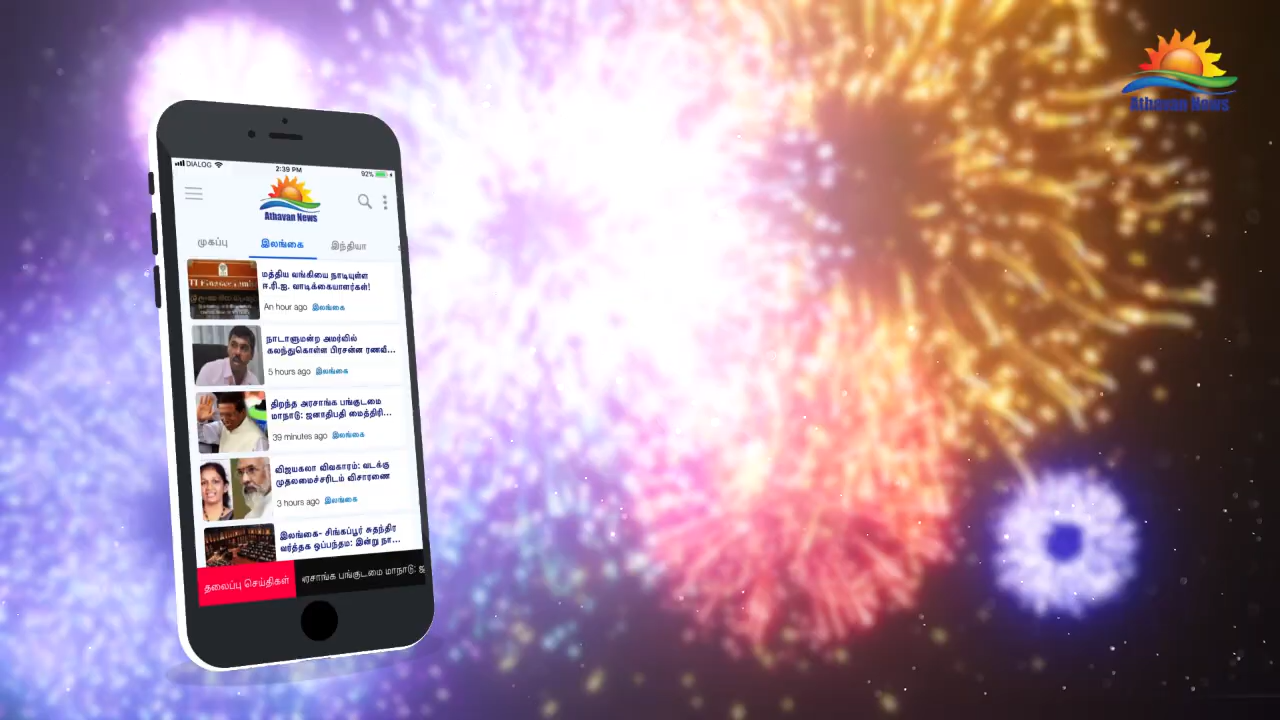 Athavan News
DIALOG
2:39 PM
92%
Athavan News
முகப்பு
இலங்கை
இந்தியா
மத்திய வங்கியை நாடியுள்ள
ஈ.ரி.ஐ. வாடிக்கையாளர்கள்!
An hour ago இலங்கை
நாடாளுமன்ற அமர்வில்
கலந்துகொள்ள பிரசன்ன ரணவீ...
5 hours ago இலங்கை
திறந்த அரசாங்க பங்குடமை
மாநாடு: ஜனாதிபதி மைத்திரி...
39 minutes ago இலங்கை
விஜயகலா விவகாரம்: வடக்கு
முதலமைச்சரிடம் விசாரணை
3 hours ago இலங்கை
இலங்கை- சிங்கப்பூர் சுதந்திர
வர்த்தக ஒப்பந்தம்: இன்று நா...
தலைப்பு செய்திகள்
ரசாங்க பங்குடமை மாநாடு: